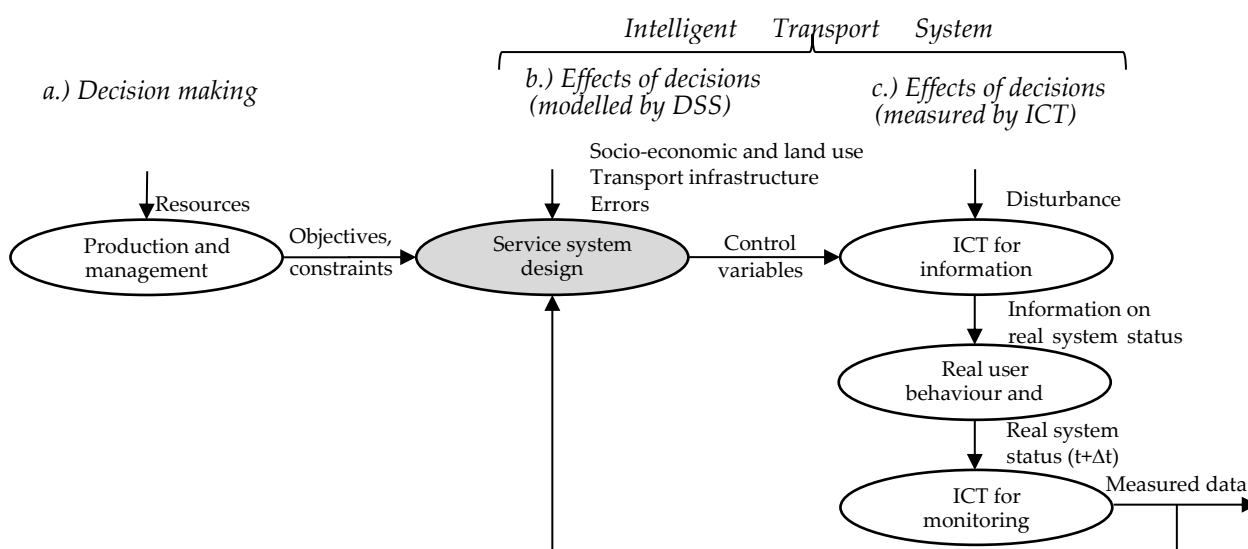 Intelligent Transport System
a.) Decision making
b.) Effects of decisions
(modelled by DSS)
c.) Effects of decisions
(measured by ICT)
Resources
Socio-economic and land use
Transport infrastructure
Errors
Disturbance
Production and
management
Objectives,
constraints
Service system
design
Control
variables
ICT for
information
Information on
real system status
Real user
behaviour and
Real system
status (t+Δt)
ICT for
monitoring
Measured data